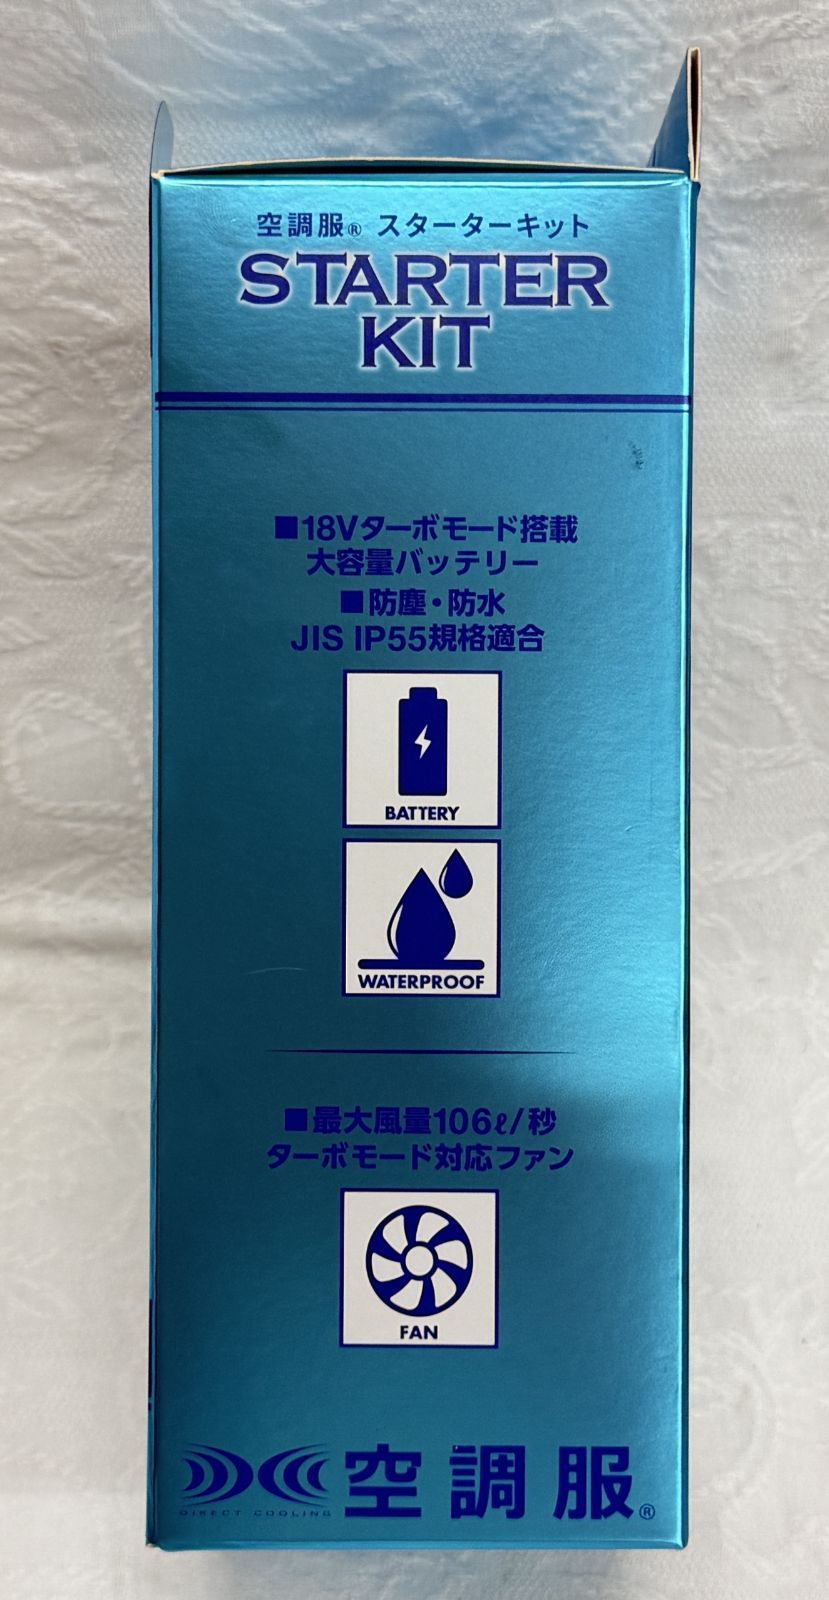 空調服® スターターキット
STARTER
KIT
■18Vターボモード搭載
大容量バッテリー
■防塵・防水
JIS IP55規格適合
BATTERY
WATERPROOF
■最大風量106ℓ/秒
ターボモード対応ファン
FAN
DIRECT COOLING
空調服®